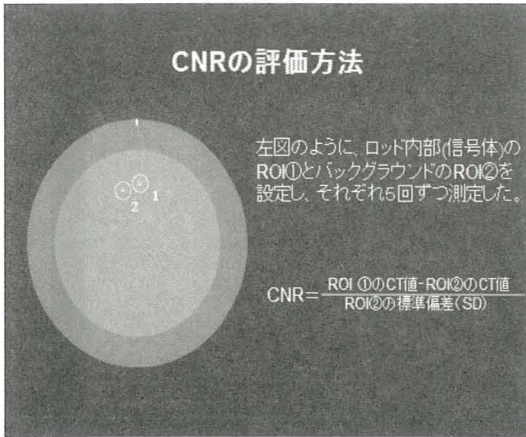 CNRの評価方法
左図のように、ロッド内部(信号体)の
ROI①とバックグラウンドのROI②を
設定し、それぞれ5回ずつ測定した。
1
2
CNR=ROI ①のCT値-ROI②のCT値
ROI②の標準偏差(SD)